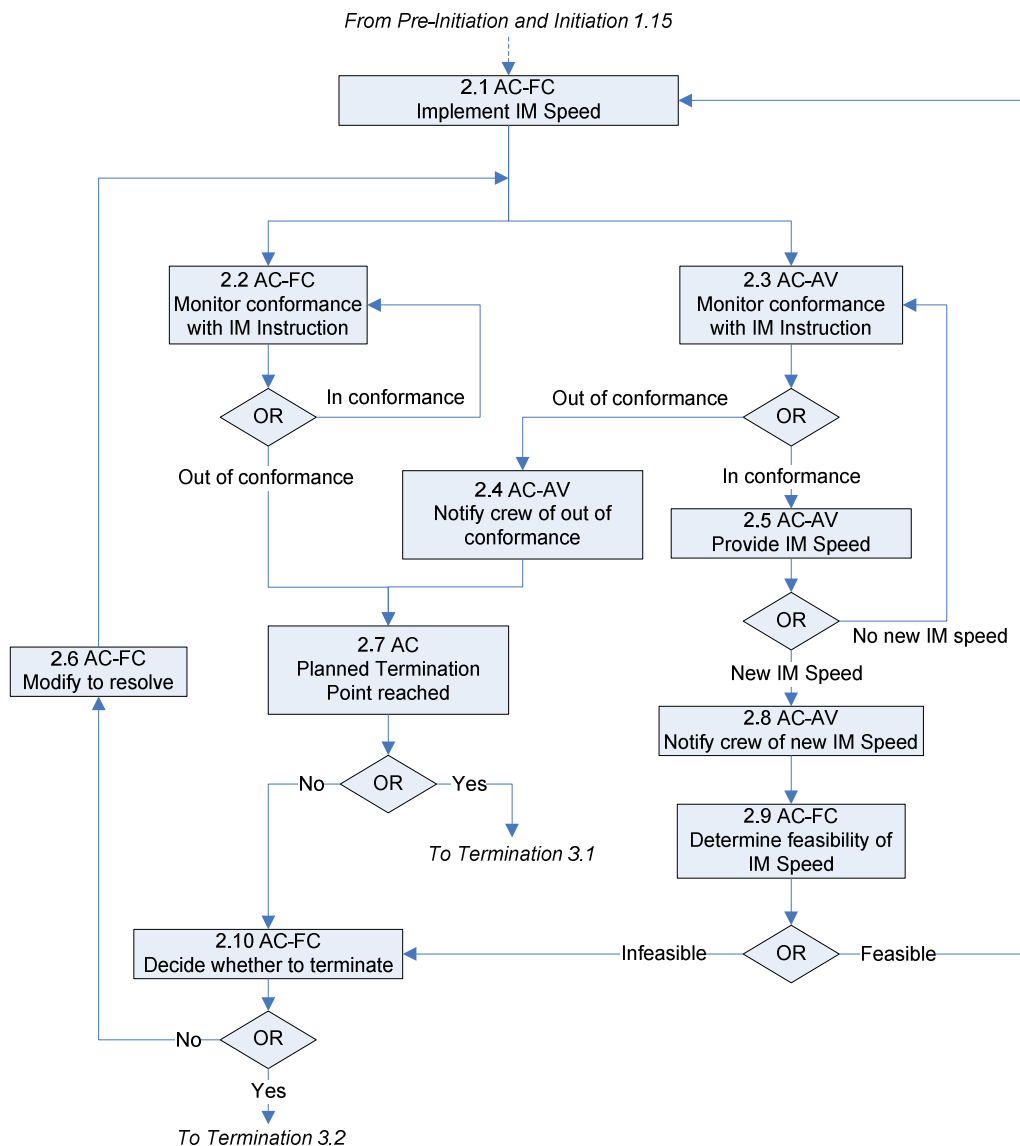 From Pre-Initiation and Initiation 1.15
2.1 AC-FC
Implement IM Speed
2.2 AC-FC
Monitor conformance
with IM Instruction
2.3 AC-AV
Monitor conformance
with IM Instruction
OR
In conformance
Out of conformance
OR
Out of conformance
In conformance
2.4 AC-AV
Notify crew of out of
conformance
2.5 AC-AV
Provide IM Speed
OR
No new IM speed
New IM Speed
2.6 AC-FC
Modify to resolve
2.7 AC
Planned Termination
Point reached
2.8 AC-AV
Notify crew of new IM Speed
No
OR
Yes
To Termination 3.1
2.9 AC-FC
Determine feasibility of
IM Speed
2.10 AC-FC
Decide whether to terminate
Infeasible
OR
Feasible
No
OR
Yes
To Termination 3.2